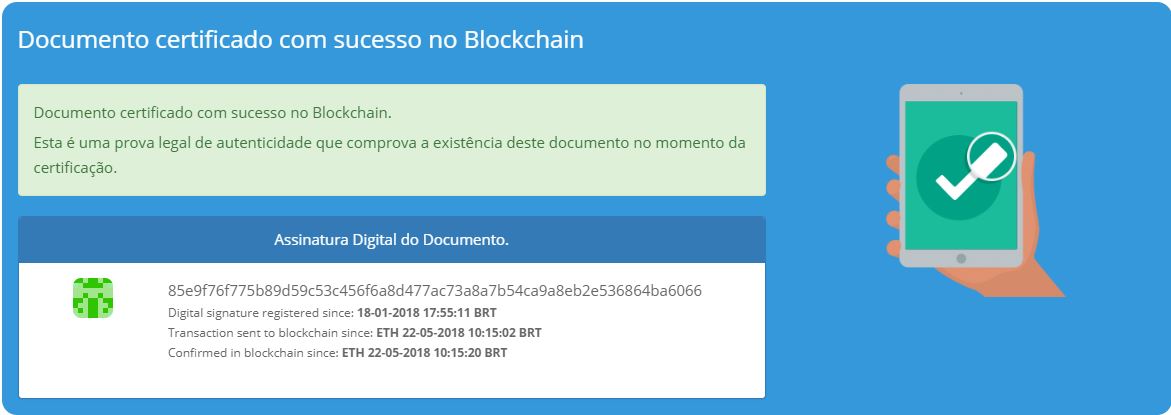 Documento certificado com sucesso no Blockchain
Documento certificado com sucesso no Blockchain.
Esta é uma prova legal de autenticidade que comprova a existência deste documento no momento da
certificação.
Assinatura Digital do Documento.
85e9f76f775b89d59c53c456f6a8d477ac73a8a7b54ca9a8eb2e536864ba6066
Digital signature registered since: 18-01-2018 17:55:11 BRT
Transaction sent to blockchain since: ETH 22-05-2018 10:15:02 BRT
Confirmed in blockchain since: ETH 22-05-2018 10:15:20 BRT